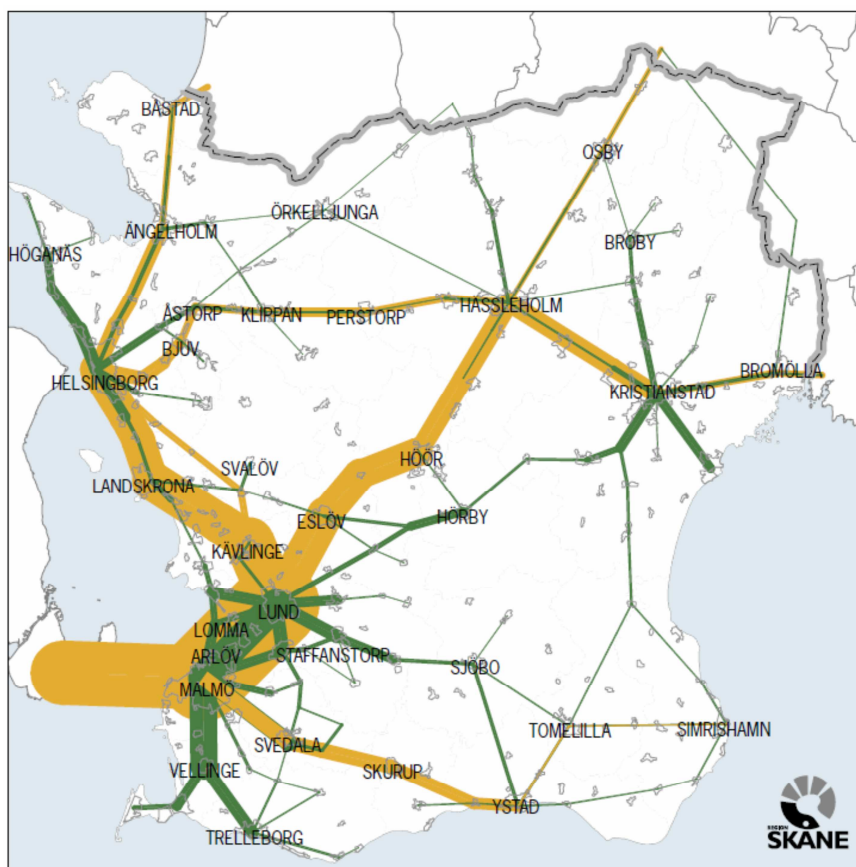 BÅSTAD
OSBY
ÖRKELLJUNGA
ÄNGELHOLM
BROBY
HÖGANÄS
HÄSSLEHOLM
ÅSTORP
KLIPPAN
PERSTORP
BJUV
BROMÖLLA
HELSINGBORG
KRISTIANSTAD
HÖÖR
SVALÖV
LANDSKRONA
HÖRBY
ESLÖV
KÄVLINGE
LUND
LOMMA
ARLÖV
STAFFANSTORP
SJÖBO
MALMÖ
TOMELILLA
SIMRISHAMN
SVEDALA
VELLINGE
SKURUP
YSTAD
TRELLEBORG
REGION
SKÅNE